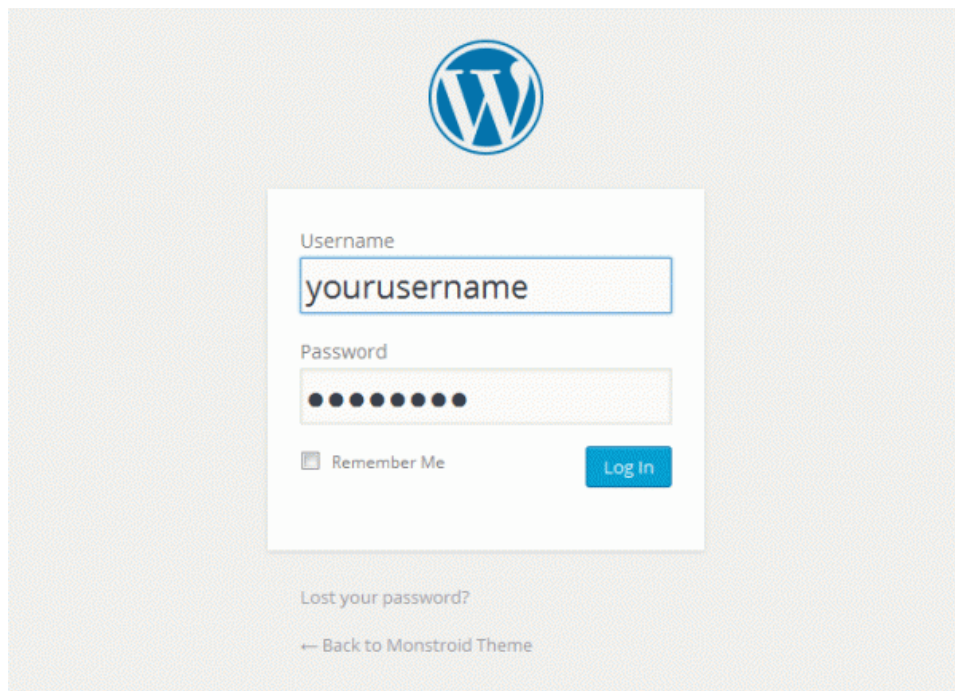 Username
yourusername
Password
●●●●●●●●
Remember Me
Log In
Lost your password?
← Back to Monstroid Theme